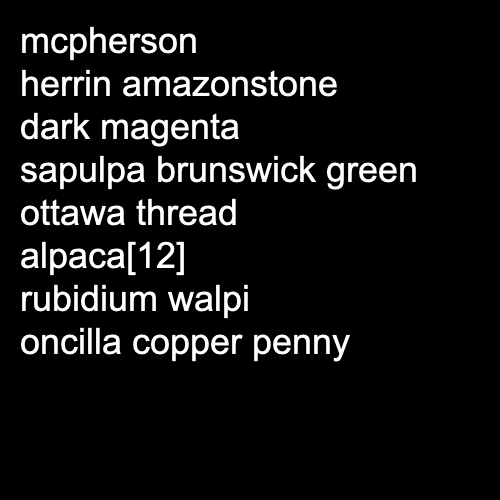 mcpherson
herrin amazonstone
dark magenta
sapulpa brunswick green
ottawa thread
alpaca[12]
rubidium walpi
oncilla copper penny